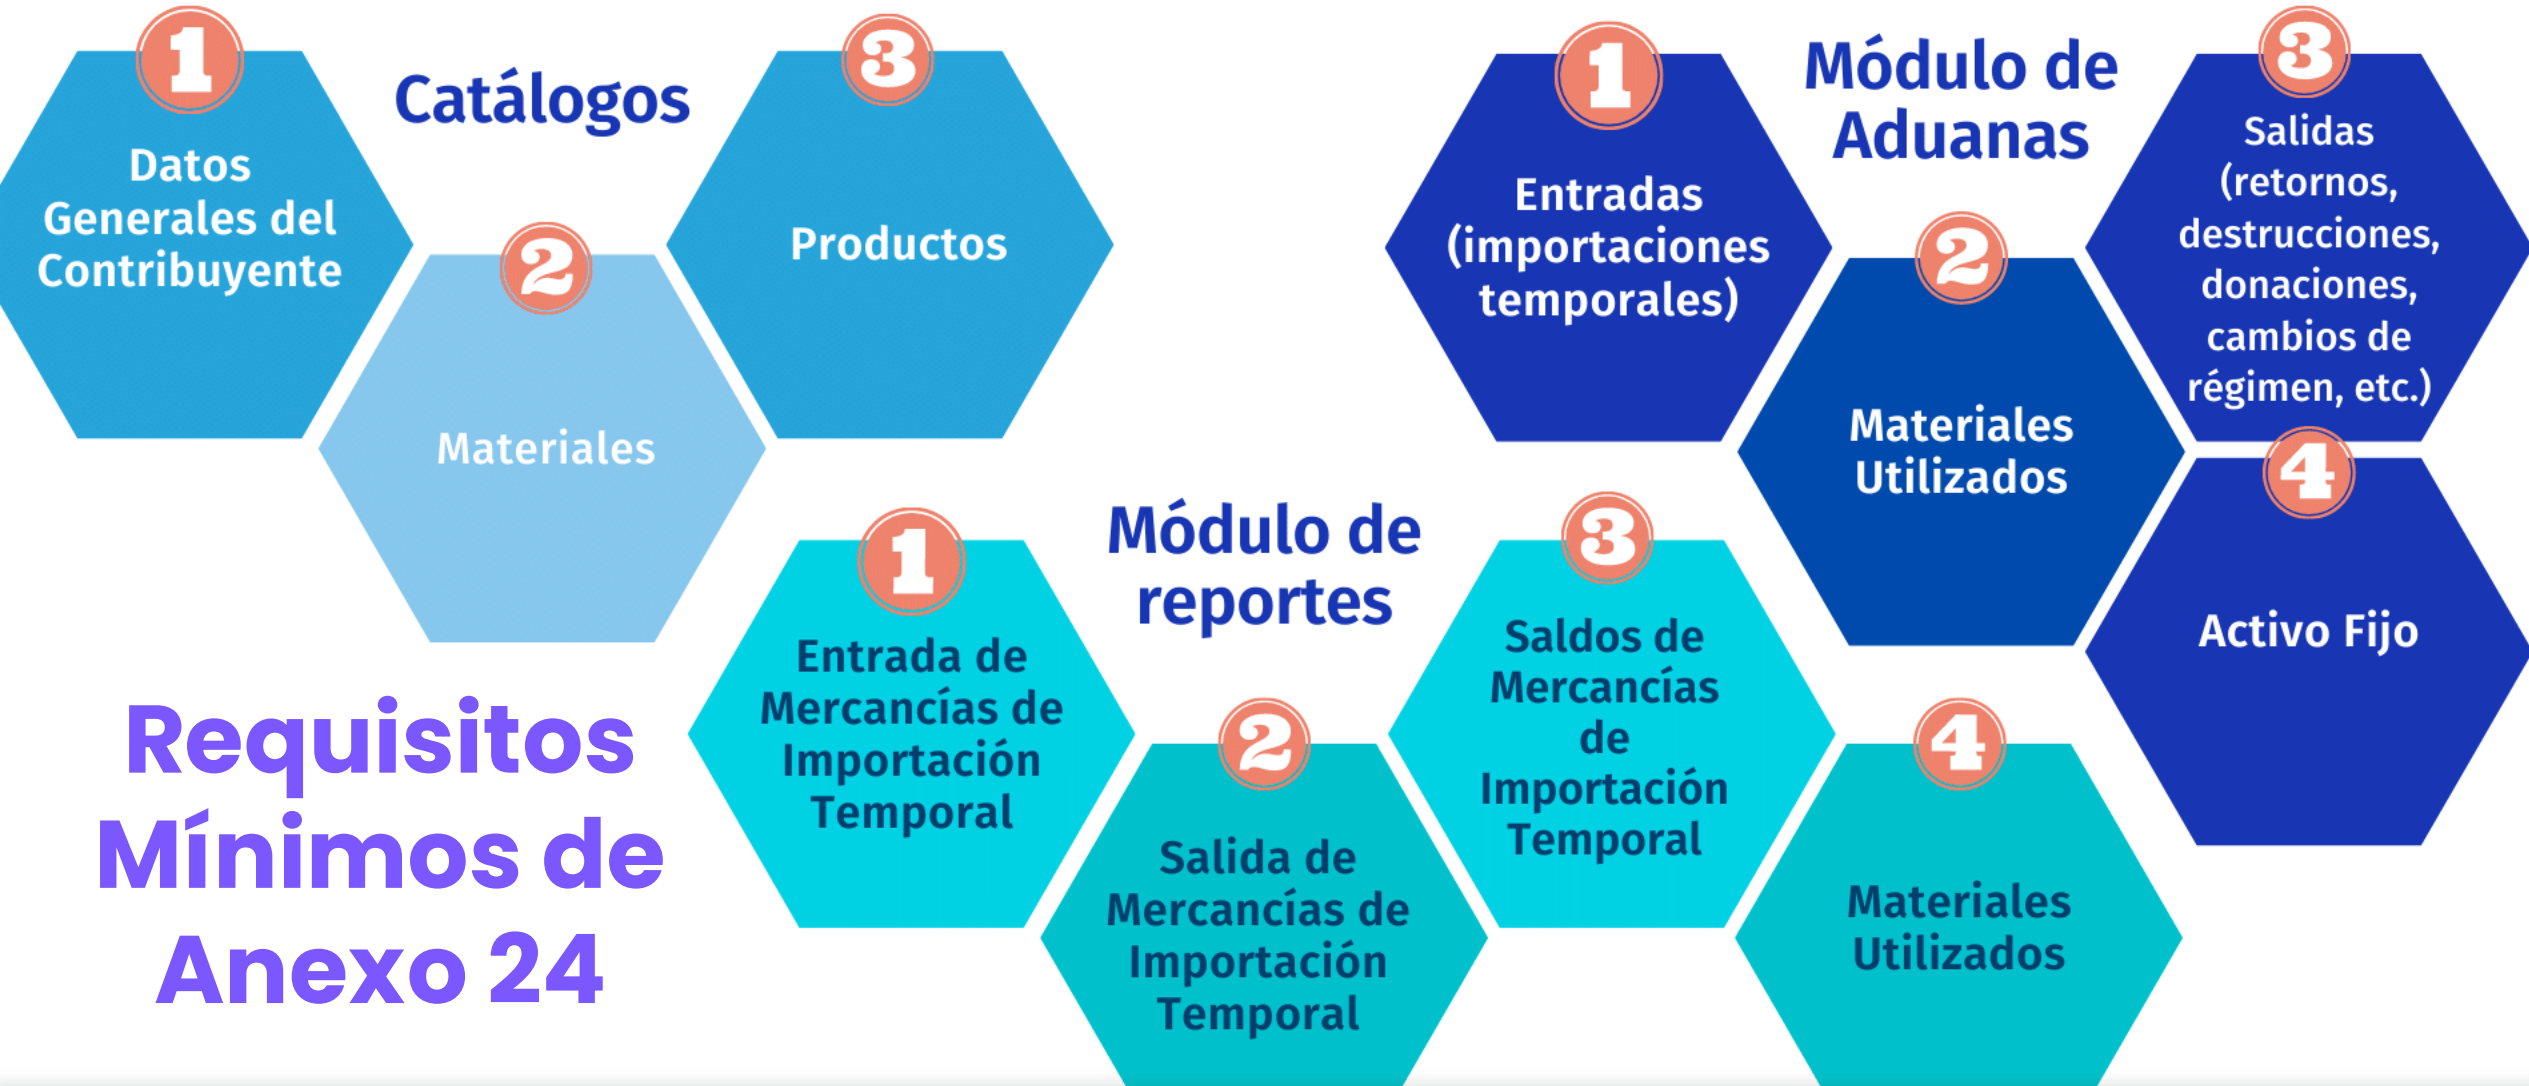 Catálogos
1
Datos
Generales del
Contribuyente
2
Materiales
3
Productos
Módulo de
Aduanas
1
Entradas
(importaciones
temporales)
2
Materiales
Utilizados
3
Salidas
(retornos,
destrucciones,
donaciones,
cambios de
régimen, etc.)
4
Activo Fijo
Módulo de
reportes
1
Entrada de
Mercancías de
Importación
Temporal
2
Salida de
Mercancías de
Importación
Temporal
3
Saldos de
Mercancías
de
Importación
Temporal
4
Materiales
Utilizados
Requisitos
Mínimos de
Anexo 24